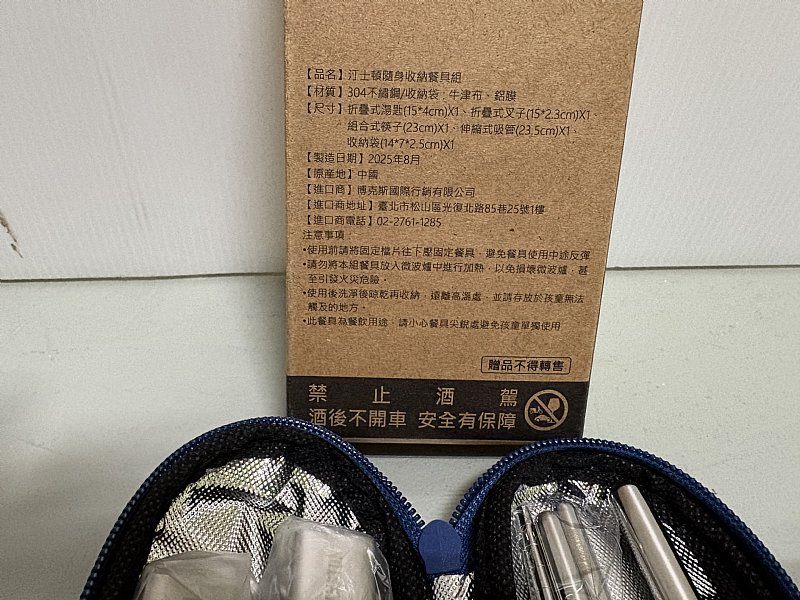 【品名】汀士頓隨身收納餐具組
【材質】304不鏽鋼/收納袋:牛津布、鋁膜
【尺寸】折疊式湯匙(15*4cm)X1、折疊式叉子(15*2.3cm)X1、
組合式筷子(23cm)X1、伸縮式吸管(23.5cm)X1、
收納袋(14*7*2.5cm)X1
【製造日期】2025年8月
【原產地】中國
【進口商】博克斯國際行銷有限公司
【進口商地址】臺北市松山區光復北路85巷25號1樓
【進口商電話】02-2761-1285
注意事項:
•使用前請將固定檔片往下壓固定餐具，避免餐具使用中途反彈
•請勿將本組餐具放入微波爐中進行加熱，以免損壞微波爐，甚
至引發火災危險。
•使用後洗淨後晾乾再收納，遠離高溫處，並請存放於孩童無法
觸及的地方。
•此餐具為餐飲用途，請小心餐具尖銳處避免孩童單獨使用
贈品不得轉售
禁止酒駕
酒後不開車 安全有保障